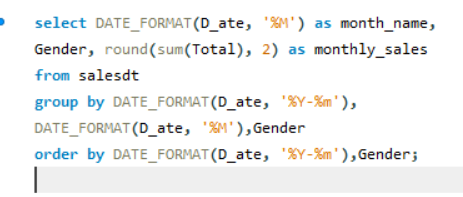 select DATE_FORMAT(D_ate, '%M') as month_name,
Gender, round(sum(Total), 2) as monthly_sales
from salesdt
group by DATE_FORMAT(D_ate, '%Y-%m'),
DATE_FORMAT(D_ate, '%M'),Gender
order by DATE_FORMAT(D_ate, '%Y-%m'),Gender;